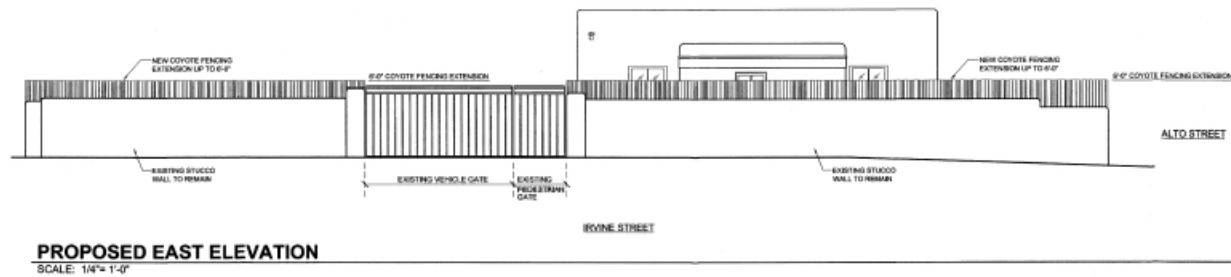 NEW COYOTE FENCING
EXTENSION UP TO 6'-0"
6'-0" COYOTE FENCING EXTENSION
NEW COYOTE FENCING
EXTENSION UP TO 6'-0"
6'-0" COYOTE FENCING EXTENSION
ALTO STREET
EXISTING STUCCO
WALL TO REMAIN
EXISTING VEHICLE GATE
EXISTING
PEDESTRIAN
GATE
EXISTING STUCCO
WALL TO REMAIN
IRVINE STREET
PROPOSED EAST ELEVATION
SCALE: 1/4"= 1'-0"